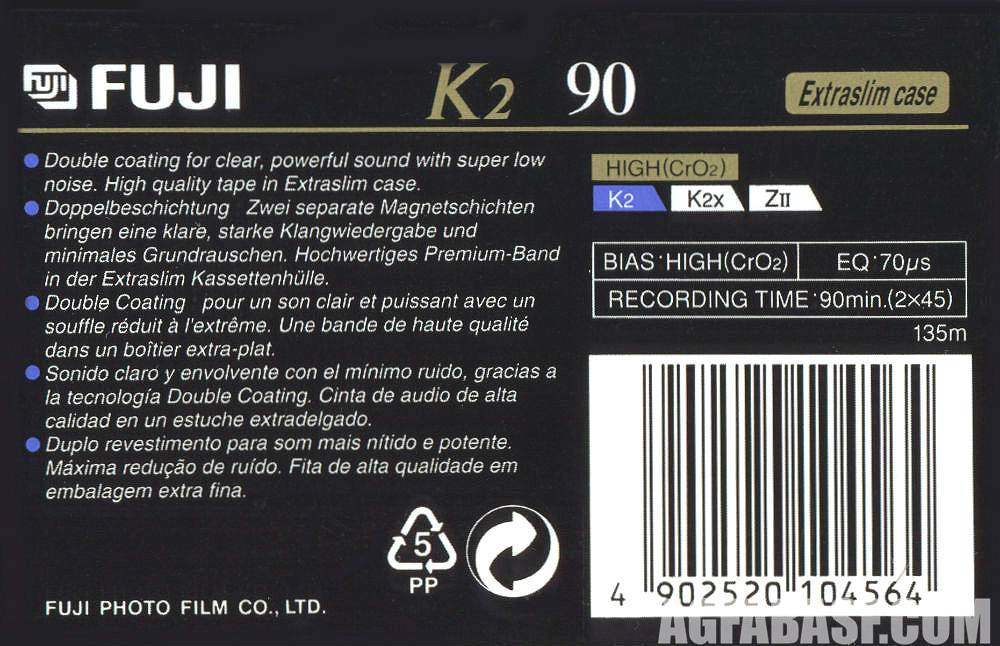 FUJI FUJI K2 90 Extraslim case
Double coating for clear, powerful sound with super low
noise. High quality tape in Extraslim case.
Doppelbeschichtung Zwei separate Magnetschichten
bringen eine klare, starke Klangwiedergabe und
minimales Grundrauschen. Hochwertiges Premium-Band
in der Extraslim Kassettenhülle.
Double Coating pour un son clair et puissant avec un
souffle réduit à l'extrême. Une bande de haute qualité
dans un boîtier extra-plat.
Sonido claro y envolvente con el mínimo ruido, gracias a
la tecnología Double Coating. Cinta de audio de alta
calidad en un estuche extradelgado.
Duplo revestimento para som mais nítido e potente.
Máxima redução de ruído. Fita de alta qualidade em
embalagem extra fina.
5
PP
FUJI PHOTO FILM CO., LTD.
HIGH(CrO2)
K2 K2x ZII
BIAS·HIGH(CrO2) EQ·70µs
RECORDING TIME·90min.(2×45)
135m
4 902520 104564
AGFABASF.COM